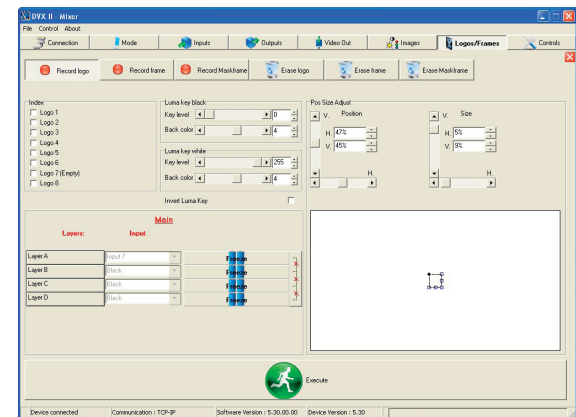 DVX II - Mixer
File Control About
Connection Mode Inputs Outputs Video Out Images Logos/Frames Controls
Record logo Record frame Record Maskframe Erase logo Erase frame Erase Maskframe
Index
Logo 1
Logo 2
Logo 3
Logo 4
Logo 5
Logo 6
Logo 7 (Empty)
Logo 8
Luma key black
Key level 0
Back color 4
Luma key white
Key level 255
Back color 4
Invert Luma Key
Pos Size Adjust
V. Position
H. 47%
V. 45%
H.
V. Size
H. 5%
V. 9%
H.
Main
Layers: Input
Layer A Input 7 Freeze
Layer B Black Freeze
Layer C Black Freeze
Layer D Black Freeze
Execute
Device connected Communication : TCP-IP Software Version : 5.30.00.00 Device Version : 5.30